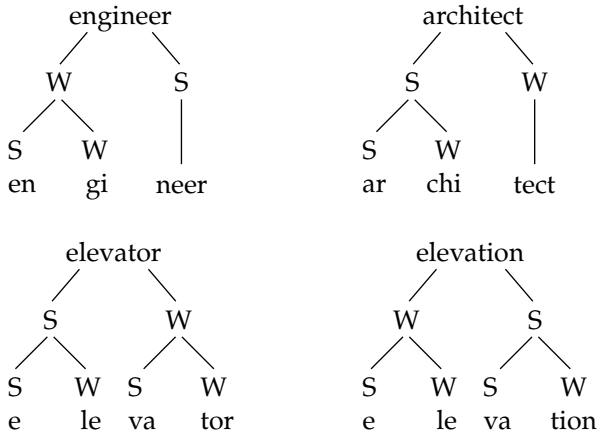 engineer architect
W S S W
S W S W
en gi neer ar chi tect
elevator elevation
S W W S
S W S W S W S W
e le va tor e le va tion